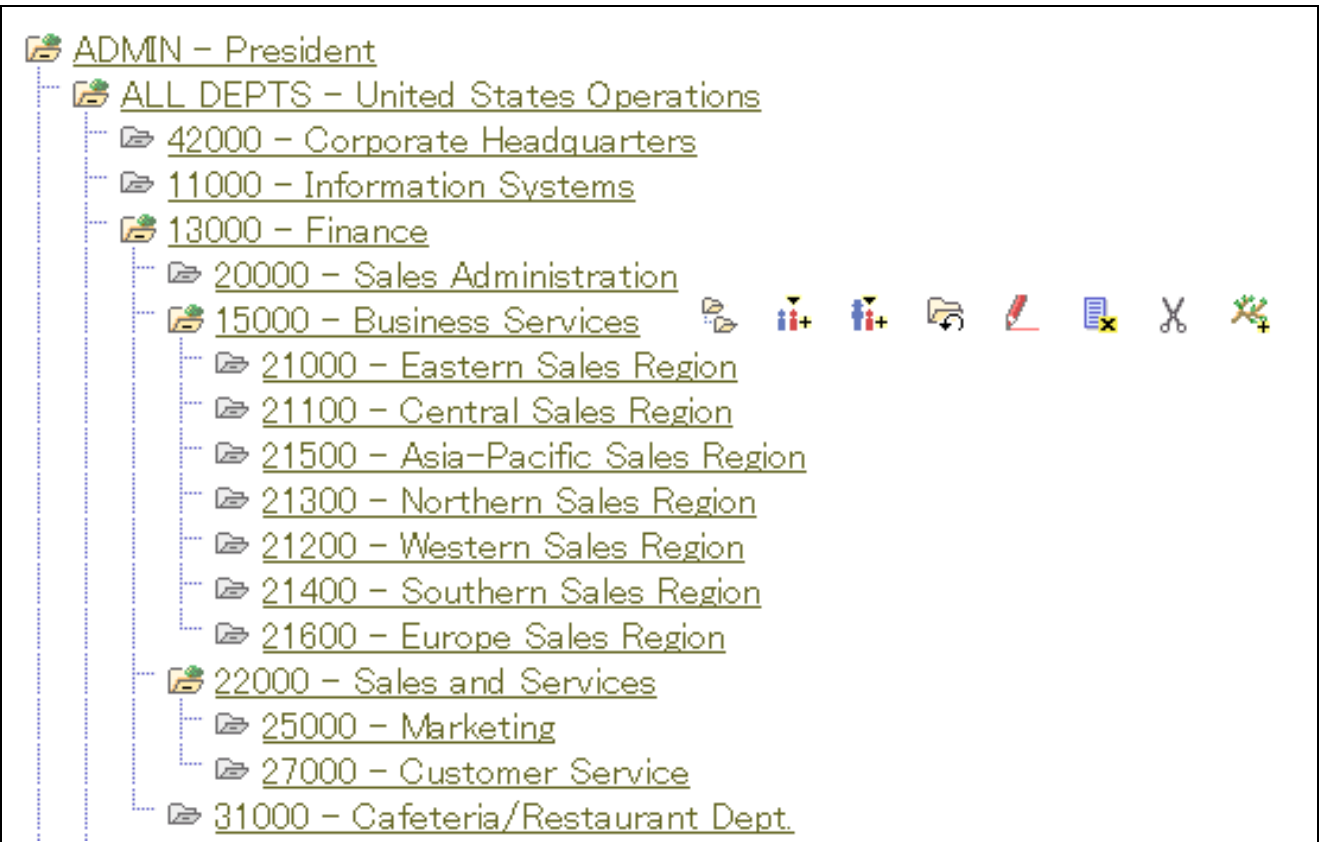 ADMIN - President
ALL DEPTS - United States Operations
42000 - Corporate Headquarters
11000 - Information Systems
13000 - Finance
20000 - Sales Administration
15000 - Business Services
21000 - Eastern Sales Region
21100 - Central Sales Region
21500 - Asia-Pacific Sales Region
21300 - Northern Sales Region
21200 - Western Sales Region
21400 - Southern Sales Region
21600 - Europe Sales Region
22000 - Sales and Services
25000 - Marketing
27000 - Customer Service
31000 - Cafeteria/Restaurant Dept.